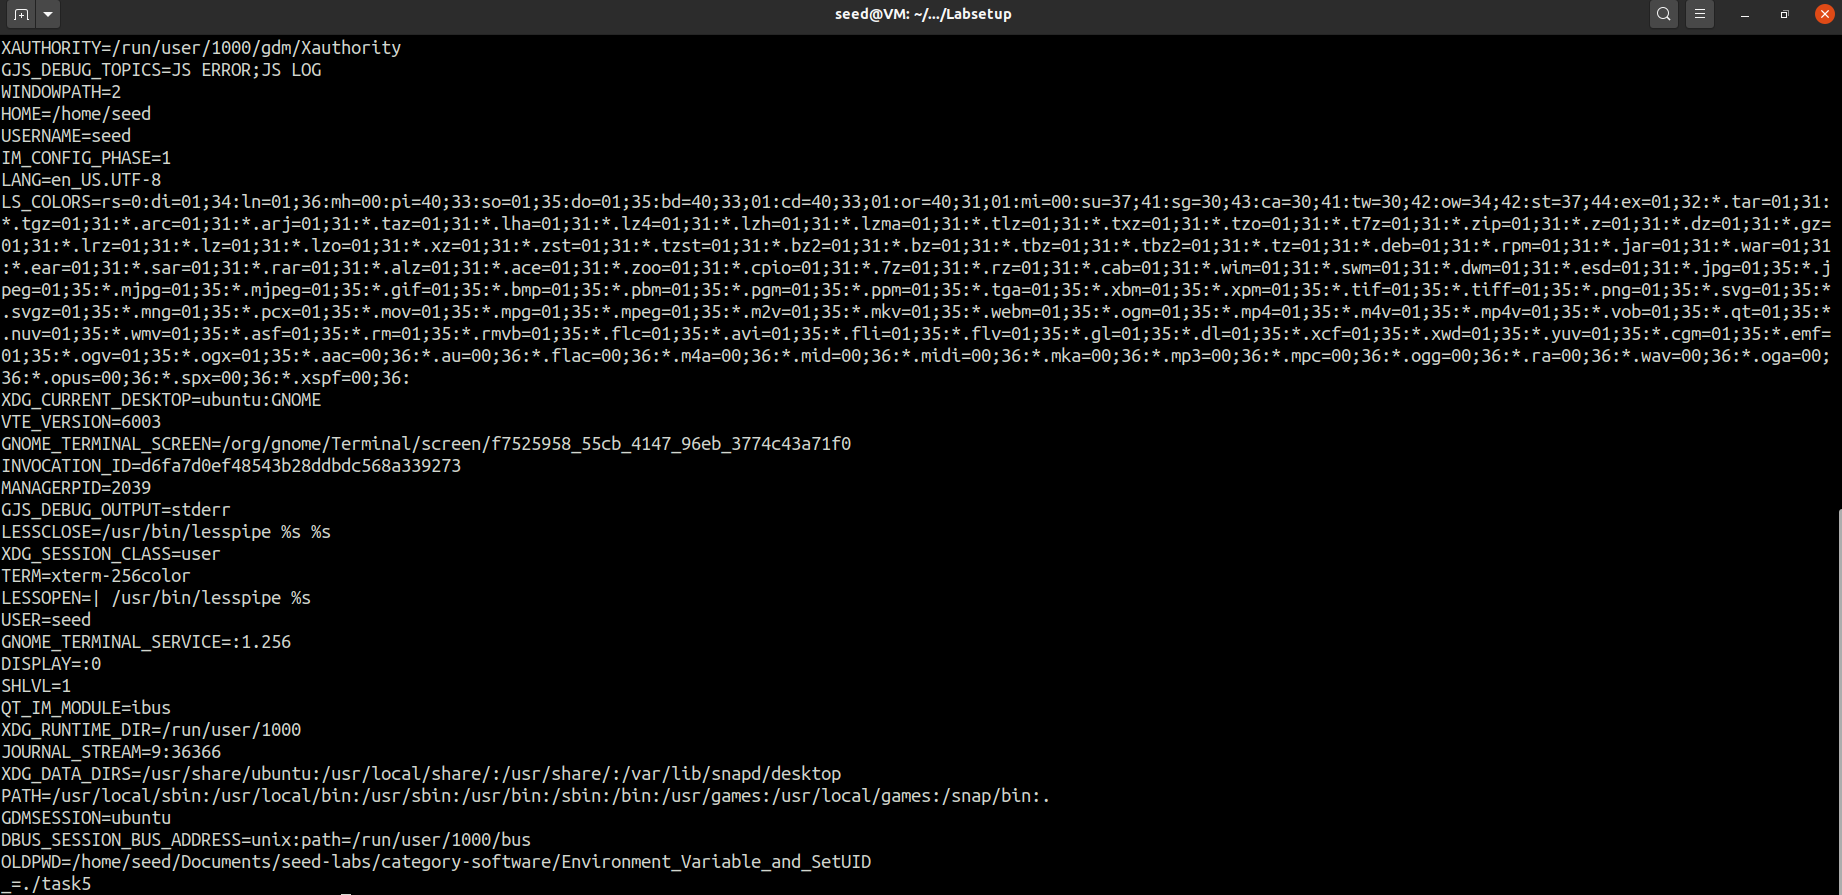 seed@VM: ~/.../Labsetup
XAUTHORITY=/run/user/1000/gdm/Xauthority
GJS_DEBUG_TOPICS=JS ERROR;JS LOG
WINDOWPATH=2
HOME=/home/seed
USERNAME=seed
IM_CONFIG_PHASE=1
LANG=en_US.UTF-8
LS_COLORS=rs=0:di=01;34:ln=01;36:mh=00:pi=40;33:so=01;35:do=01;35:bd=40;33;01:cd=40;33;01:or=40;31;01:mi=00:su=37;41:sg=30;43:ca=30;41:tw=30;42:ow=34;42:st=37;44:ex=01;32:*.tar=01;31:
*.tgz=01;31:*.arc=01;31:*.arj=01;31:*.taz=01;31:*.lha=01;31:*.lz4=01;31:*.lzh=01;31:*.lzma=01;31:*.tlz=01;31:*.txz=01;31:*.tzo=01;31:*.t7z=01;31:*.zip=01;31:*.z=01;31:*.dz=01;31:*.gz=
01;31:*.lrz=01;31:*.lz=01;31:*.lzo=01;31:*.xz=01;31:*.zst=01;31:*.tzst=01;31:*.bz2=01;31:*.bz=01;31:*.tbz=01;31:*.tbz2=01;31:*.tz=01;31:*.deb=01;31:*.rpm=01;31:*.jar=01;31:*.war=01;31
:*.ear=01;31:*.sar=01;31:*.rar=01;31:*.alz=01;31:*.ace=01;31:*.zoo=01;31:*.cpio=01;31:*.7z=01;31:*.rz=01;31:*.cab=01;31:*.wim=01;31:*.swm=01;31:*.dwm=01;31:*.esd=01;31:*.jpg=01;35:*.j
peg=01;35:*.mjpg=01;35:*.mjpeg=01;35:*.gif=01;35:*.bmp=01;35:*.pbm=01;35:*.pgm=01;35:*.ppm=01;35:*.tga=01;35:*.xbm=01;35:*.xpm=01;35:*.tif=01;35:*.tiff=01;35:*.png=01;35:*.svg=01;35:*
.svgz=01;35:*.mng=01;35:*.pcx=01;35:*.mov=01;35:*.mpg=01;35:*.mpeg=01;35:*.m2v=01;35:*.mkv=01;35:*.webm=01;35:*.ogm=01;35:*.mp4=01;35:*.m4v=01;35:*.mp4v=01;35:*.vob=01;35:*.qt=01;35:*
.nuv=01;35:*.wmv=01;35:*.asf=01;35:*.rm=01;35:*.rmvb=01;35:*.flc=01;35:*.avi=01;35:*.fli=01;35:*.flv=01;35:*.gl=01;35:*.dl=01;35:*.xcf=01;35:*.xwd=01;35:*.yuv=01;35:*.cgm=01;35:*.emf=
01;35:*.ogv=01;35:*.ogx=01;35:*.aac=00;36:*.au=00;36:*.flac=00;36:*.m4a=00;36:*.mid=00;36:*.midi=00;36:*.mka=00;36:*.mp3=00;36:*.mpc=00;36:*.ogg=00;36:*.ra=00;36:*.wav=00;36:*.oga=00;
36:*.opus=00;36:*.spx=00;36:*.xspf=00;36:
XDG_CURRENT_DESKTOP=ubuntu:GNOME
VTE_VERSION=6003
GNOME_TERMINAL_SCREEN=/org/gnome/Terminal/screen/f7525958_55cb_4147_96eb_3774c43a71f0
INVOCATION_ID=d6fa7d0ef48543b28ddbdc568a339273
MANAGERPID=2039
GJS_DEBUG_OUTPUT=stderr
LESSCLOSE=/usr/bin/lesspipe %s %s
XDG_SESSION_CLASS=user
TERM=xterm-256color
LESSOPEN=| /usr/bin/lesspipe %s
USER=seed
GNOME_TERMINAL_SERVICE=:1.256
DISPLAY=:0
SHLVL=1
QT_IM_MODULE=ibus
XDG_RUNTIME_DIR=/run/user/1000
JOURNAL_STREAM=9:36366
XDG_DATA_DIRS=/usr/share/ubuntu:/usr/local/share/:/usr/share/:/var/lib/snapd/desktop
PATH=/usr/local/sbin:/usr/local/bin:/usr/sbin:/usr/bin:/sbin:/bin:/usr/games:/usr/local/games:/snap/bin:.
GDMSESSION=ubuntu
DBUS_SESSION_BUS_ADDRESS=unix:path=/run/user/1000/bus
OLDPWD=/home/seed/Documents/seed-labs/category-software/Environment_Variable_and_SetUID
_=./task5